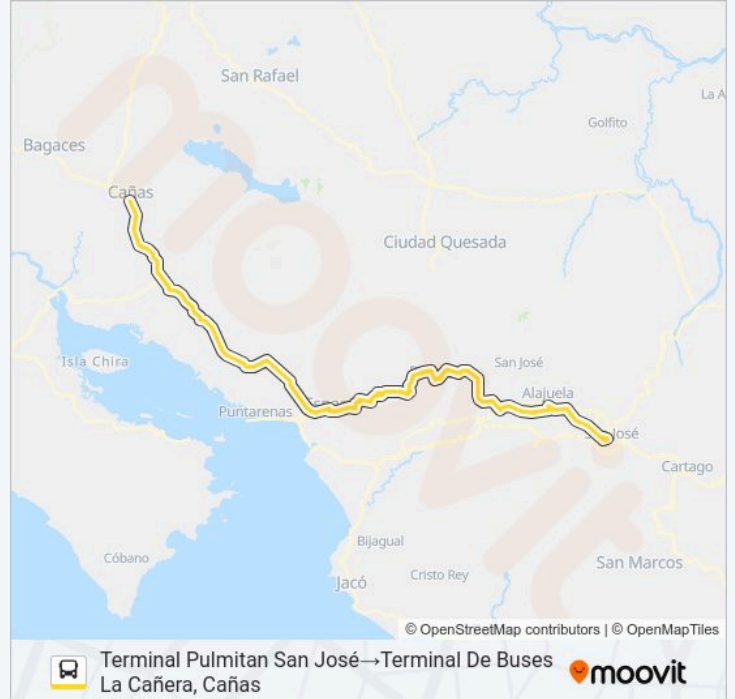 San Rafael
La A
Golfito
Bagaces
Cañas
Ciudad Quesada
Isla Chira
San José
Alajuela
Puntarenas
José
Cartago
Bijagual
Cóbano
Cristo Rey
San Marcos
Jacó
moovit
© OpenStreetMap contributors | © OpenMapTiles
Terminal Pulmitan San José→Terminal De Buses
La Cañera, Cañas
moovit